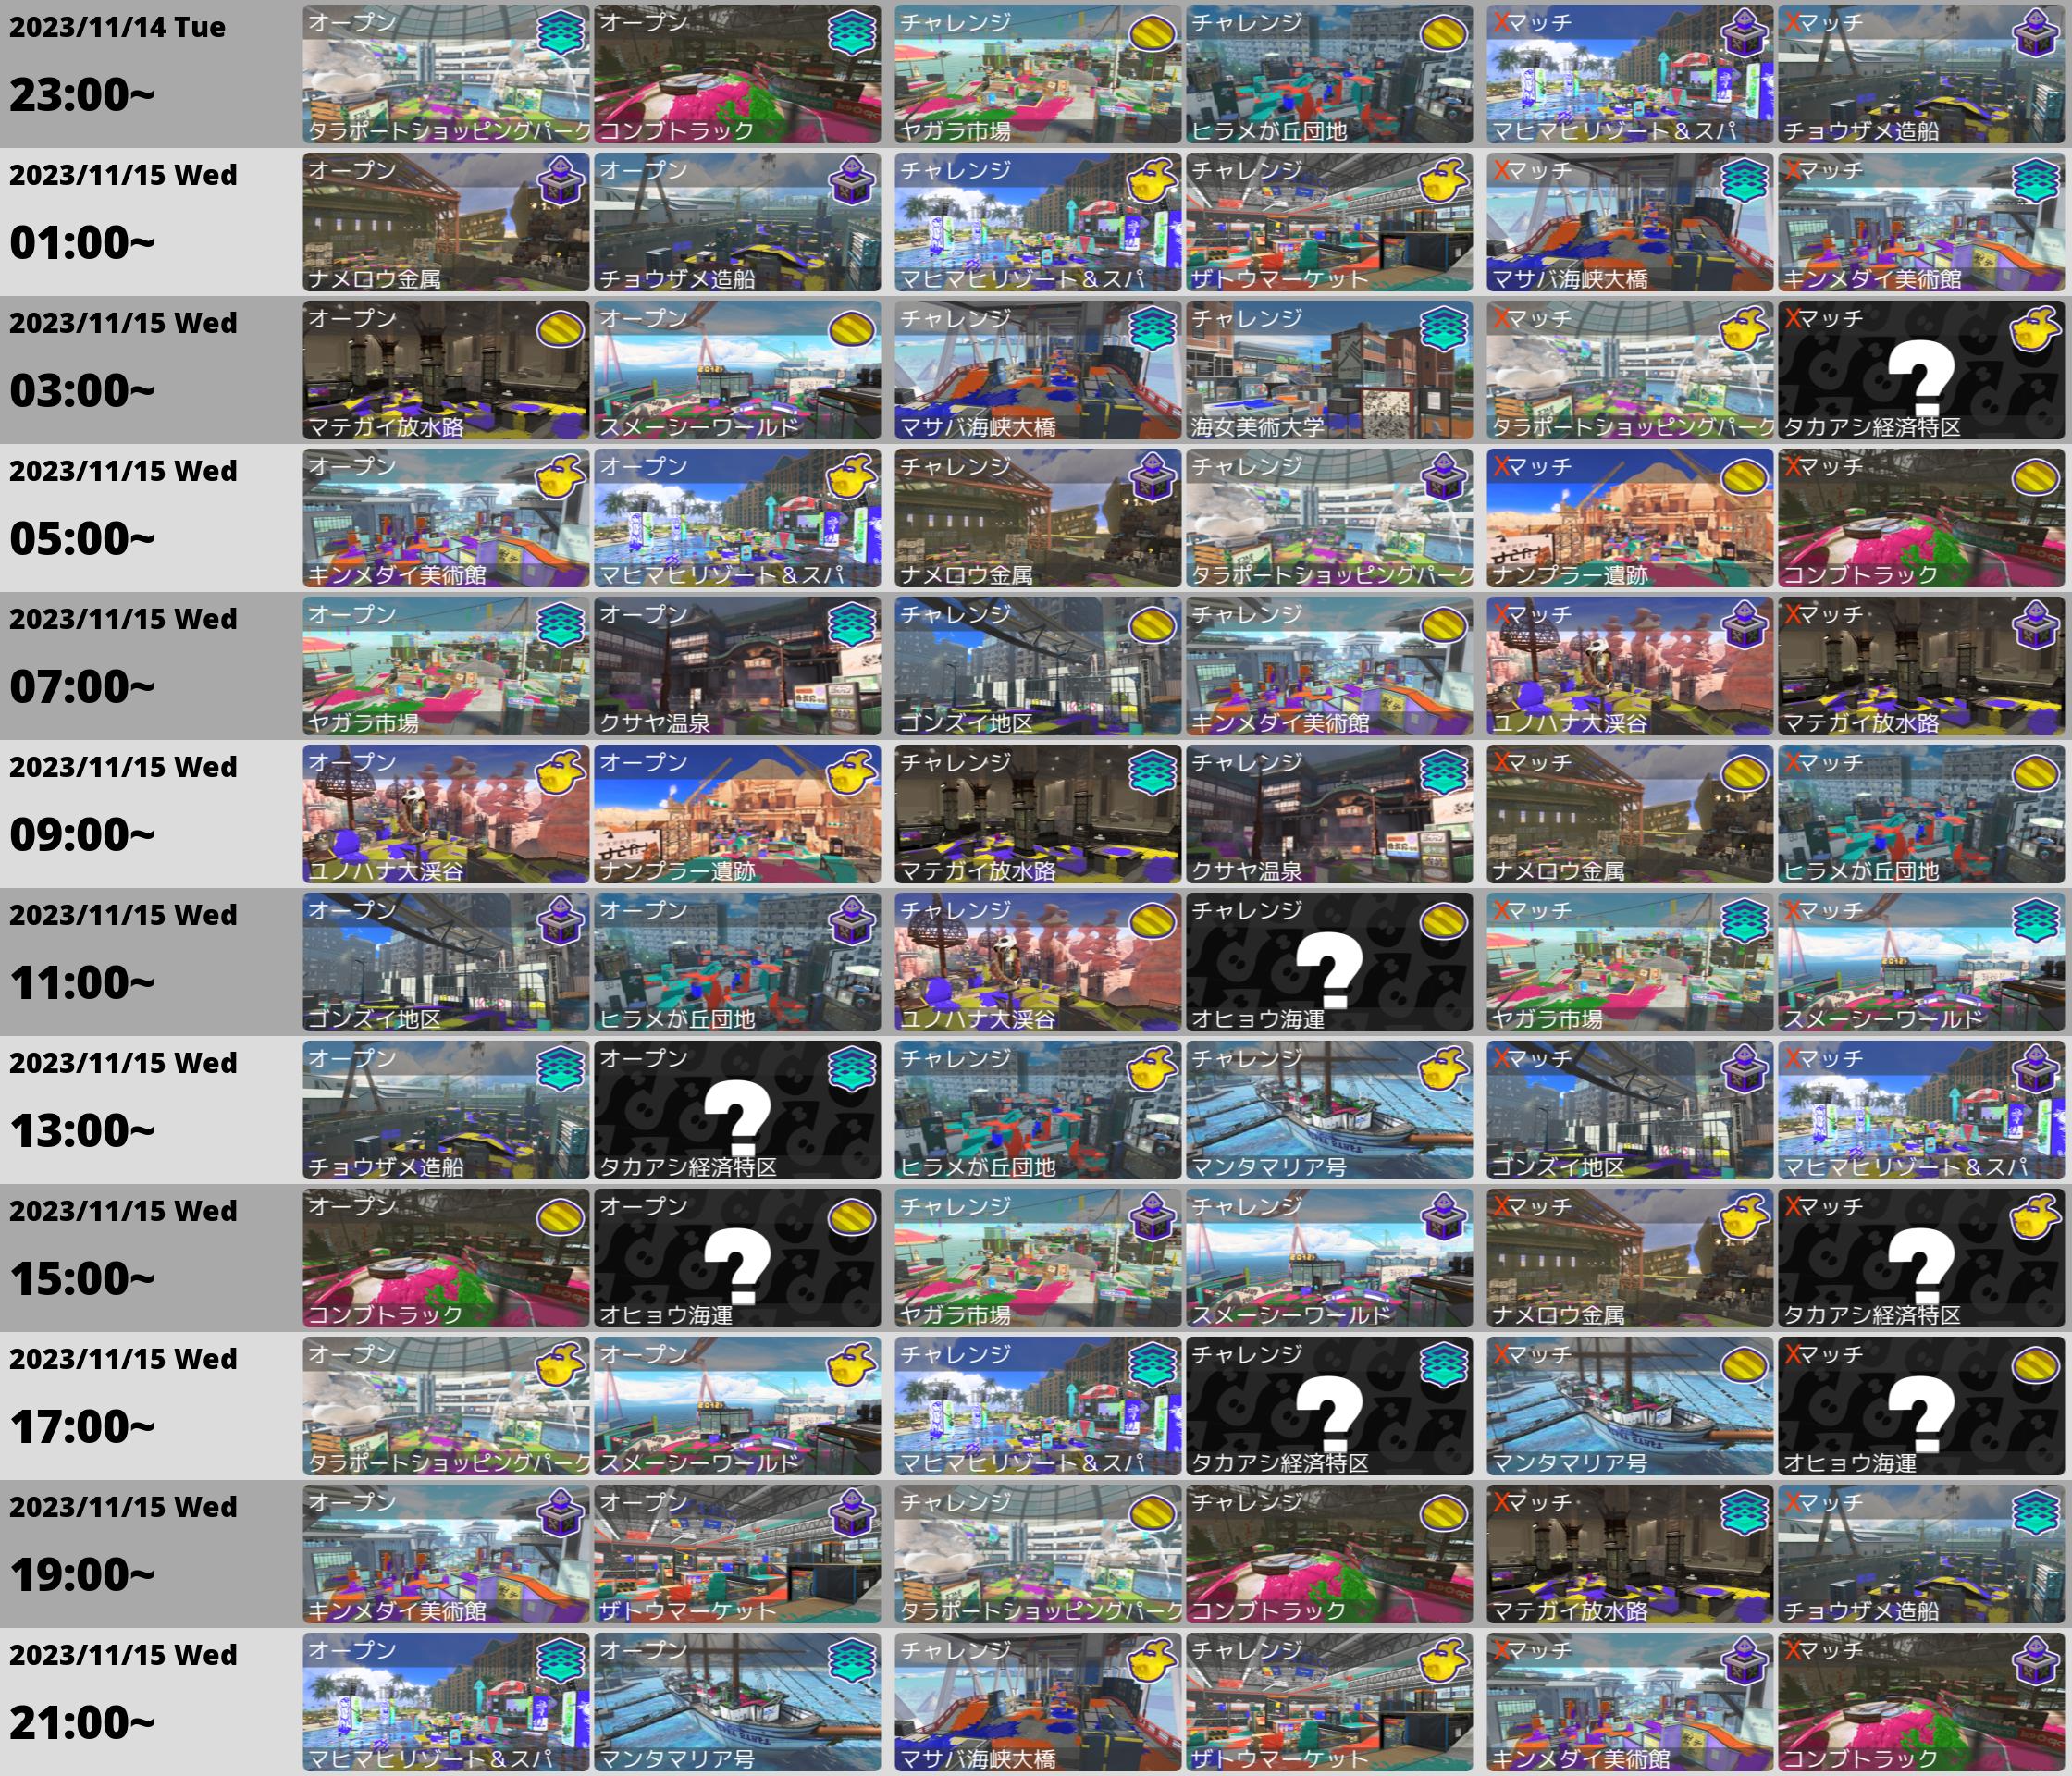 2023/11/14 Tue
23:00~
オープン
タラポートショッピングパーク
オープン
コンブトラック
チャレンジ
ヤガラ市場
チャレンジ
ヒラメが丘団地
Xマッチ
マヒマヒリゾート＆スパ
Xマッチ
チョウザメ造船
2023/11/15 Wed
01:00~
オープン
ナメロウ金属
オープン
チョウザメ造船
チャレンジ
マヒマヒリゾート＆スパ
チャレンジ
ザトウマーケット
Xマッチ
マサバ海峡大橋
Xマッチ
キンメダイ美術館
2023/11/15 Wed
03:00~
オープン
マテガイ放水路
オープン
スメーシーワールド
チャレンジ
マサバ海峡大橋
チャレンジ
海女美術大学
Xマッチ
タラポートショッピングパーク
Xマッチ
?
タカアシ経済特区
2023/11/15 Wed
05:00~
オープン
キンメダイ美術館
オープン
マヒマヒリゾート＆スパ
チャレンジ
ナメロウ金属
チャレンジ
タラポートショッピングパーク
Xマッチ
ナンプラー遺跡
Xマッチ
コンブトラック
2023/11/15 Wed
07:00~
オープン
ヤガラ市場
オープン
クサヤ温泉
チャレンジ
ゴンズイ地区
チャレンジ
キンメダイ美術館
Xマッチ
ユノハナ大渓谷
Xマッチ
マテガイ放水路
2023/11/15 Wed
09:00~
オープン
ユノハナ大渓谷
オープン
ナンプラー遺跡
チャレンジ
マテガイ放水路
チャレンジ
クサヤ温泉
Xマッチ
ナメロウ金属
Xマッチ
ヒラメが丘団地
2023/11/15 Wed
11:00~
オープン
ゴンズイ地区
オープン
ヒラメが丘団地
チャレンジ
ユノハナ大渓谷
チャレンジ
?
オヒョウ海運
Xマッチ
ヤガラ市場
Xマッチ
スメーシーワールド
2023/11/15 Wed
13:00~
オープン
チョウザメ造船
オープン
?
タカアシ経済特区
チャレンジ
ヒラメが丘団地
チャレンジ
マンタマリア号
Xマッチ
ゴンズイ地区
Xマッチ
マヒマヒリゾート＆スパ
2023/11/15 Wed
15:00~
オープン
コンブトラック
オープン
?
オヒョウ海運
チャレンジ
ヤガラ市場
チャレンジ
スメーシーワールド
Xマッチ
ナメロウ金属
Xマッチ
?
タカアシ経済特区
2023/11/15 Wed
17:00~
オープン
タラポートショッピングパーク
オープン
スメーシーワールド
チャレンジ
マヒマヒリゾート＆スパ
チャレンジ
?
タカアシ経済特区
Xマッチ
マンタマリア号
Xマッチ
?
オヒョウ海運
2023/11/15 Wed
19:00~
オープン
キンメダイ美術館
オープン
ザトウマーケット
チャレンジ
タラポートショッピングパーク
チャレンジ
コンブトラック
Xマッチ
マテガイ放水路
Xマッチ
チョウザメ造船
2023/11/15 Wed
21:00~
オープン
マヒマヒリゾート＆スパ
オープン
マンタマリア号
チャレンジ
マサバ海峡大橋
チャレンジ
ザトウマーケット
Xマッチ
キンメダイ美術館
Xマッチ
コンブトラック